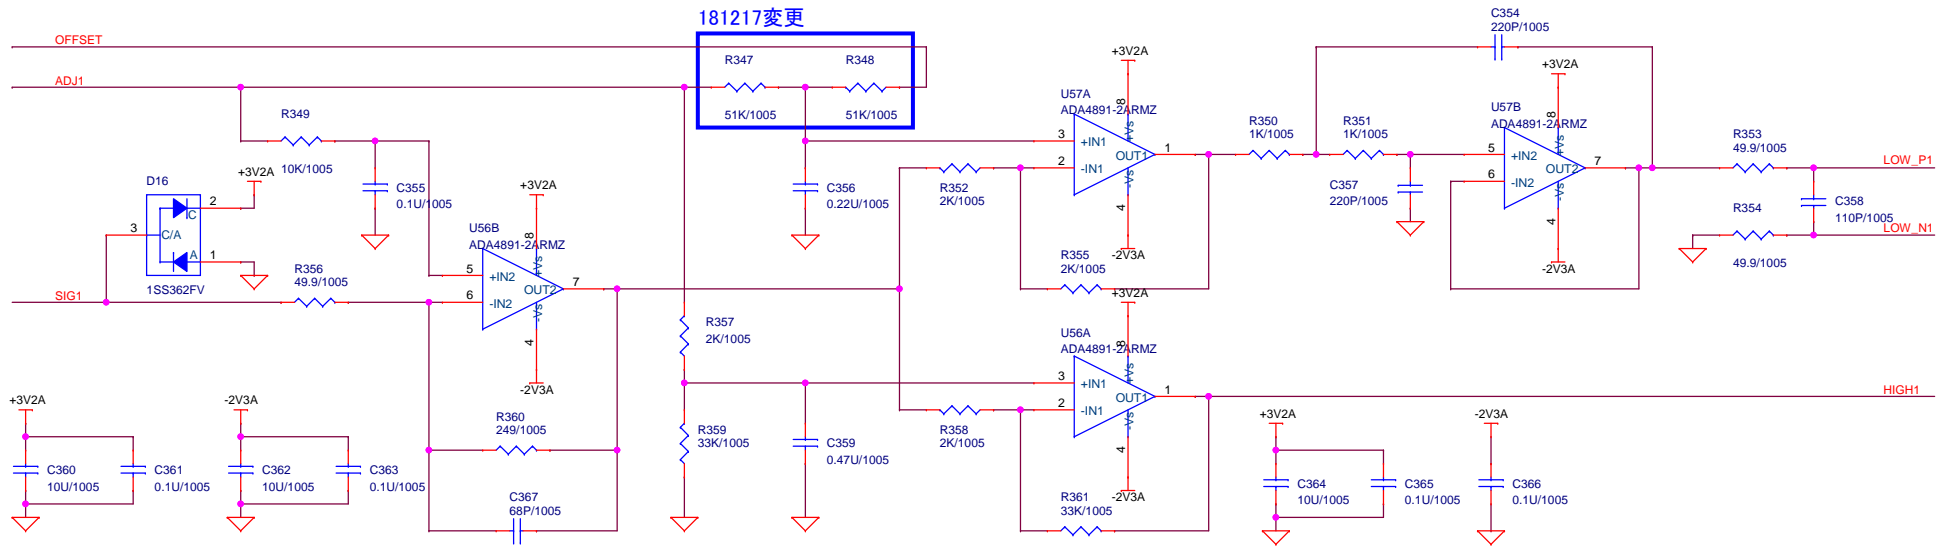 181217変更
OFFSET
ADJ1
R347
51K/1005
R348
51K/1005
R349
10K/1005
C355
0.1U/1005
D16
+3V2A
2
C
3
C/A
A
1
1SS362FV
SIG1
R356
49.9/1005
U56B
ADA4891-2ARMZ
+3V2A
8
+Vs
5
+IN2
6
-IN2
OUT2
7
-Vs
4
-2V3A
R360
249/1005
C367
68P/1005
C356
0.22U/1005
R357
2K/1005
R359
33K/1005
C359
0.47U/1005
R352
2K/1005
U57A
ADA4891-2ARMZ
+3V2A
8
+Vs
3
+IN1
2
-IN1
OUT1
1
-Vs
4
-2V3A
R355
2K/1005
R358
2K/1005
U56A
ADA4891-2ARMZ
+3V2A
8
+Vs
3
+IN1
2
-IN1
OUT1
1
-Vs
4
-2V3A
R361
33K/1005
R350
1K/1005
R351
1K/1005
C354
220P/1005
C357
220P/1005
U57B
ADA4891-2ARMZ
+3V2A
8
+Vs
5
+IN2
6
-IN2
OUT2
7
-Vs
4
-2V3A
R353
49.9/1005
LOW_P1
C358
110P/1005
R354
49.9/1005
LOW_N1
HIGH1
+3V2A
C360
10U/1005
C361
0.1U/1005
-2V3A
C362
10U/1005
C363
0.1U/1005
+3V2A
C364
10U/1005
C365
0.1U/1005
-2V3A
C366
0.1U/1005